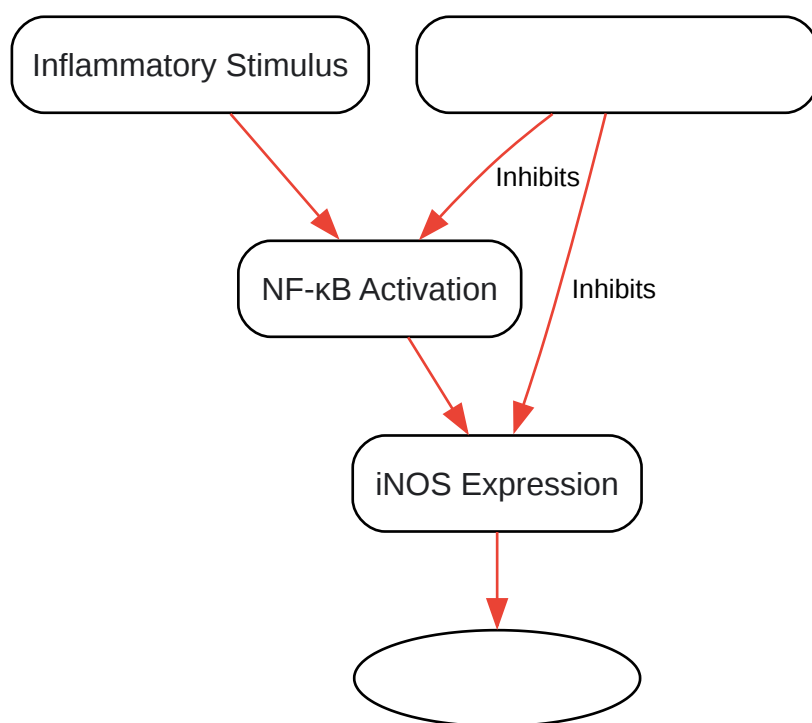 Inflammatory Stimulus
Inhibits
NF-κB Activation
Inhibits
iNOS Expression